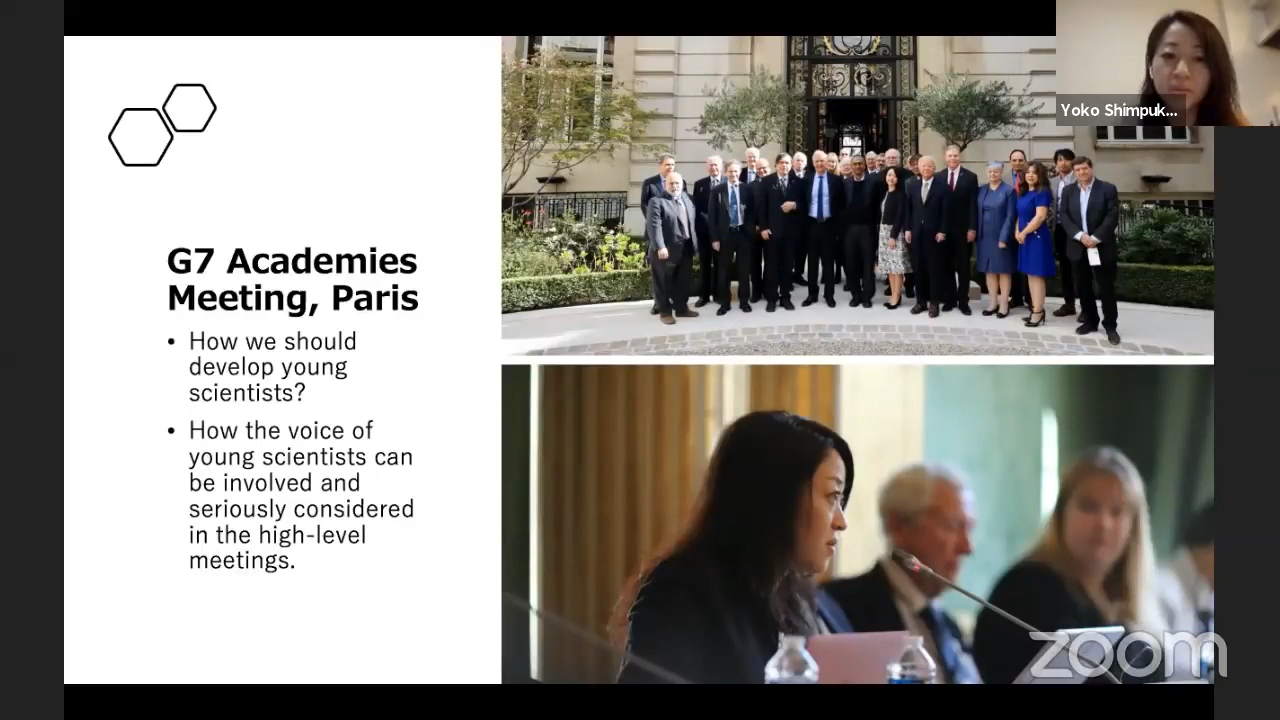 Yoko Shimpuk...
G7 Academies
Meeting, Paris
• How we should
develop young
scientists?
• How the voice of
young scientists can
be involved and
seriously considered
in the high-level
meetings.
zoom